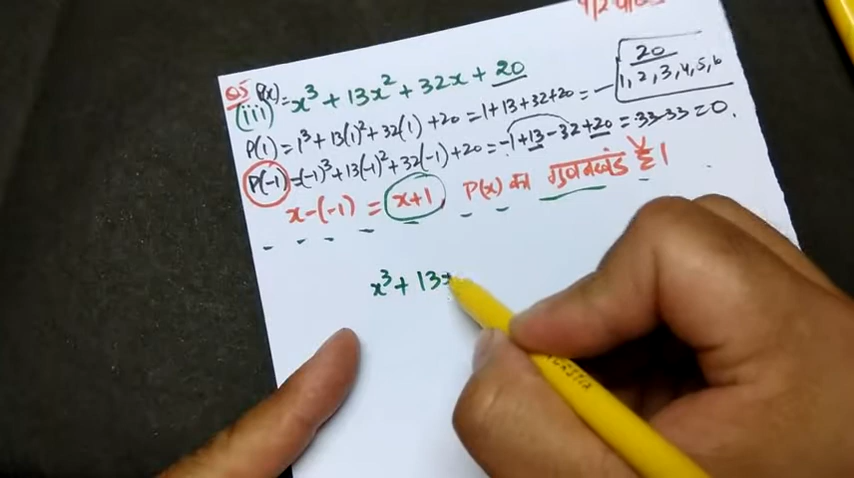 Q5 P(x)= x³ + 13x² + 32x + 20
(iii)
20
1, 2, 3, 4, 5, 6
P(1) = 1³ + 13(1)² + 32(1) + 20 = 1 + 13 + 32 + 20 =
P(-1) = (-1)³ + 13(-1)² + 32(-1) + 20 = -1 + 13 - 32 + 20 = 33-33 = 0.
x-(-1) = x+1, P(x) का गुणनखंड है।
x³ + 13